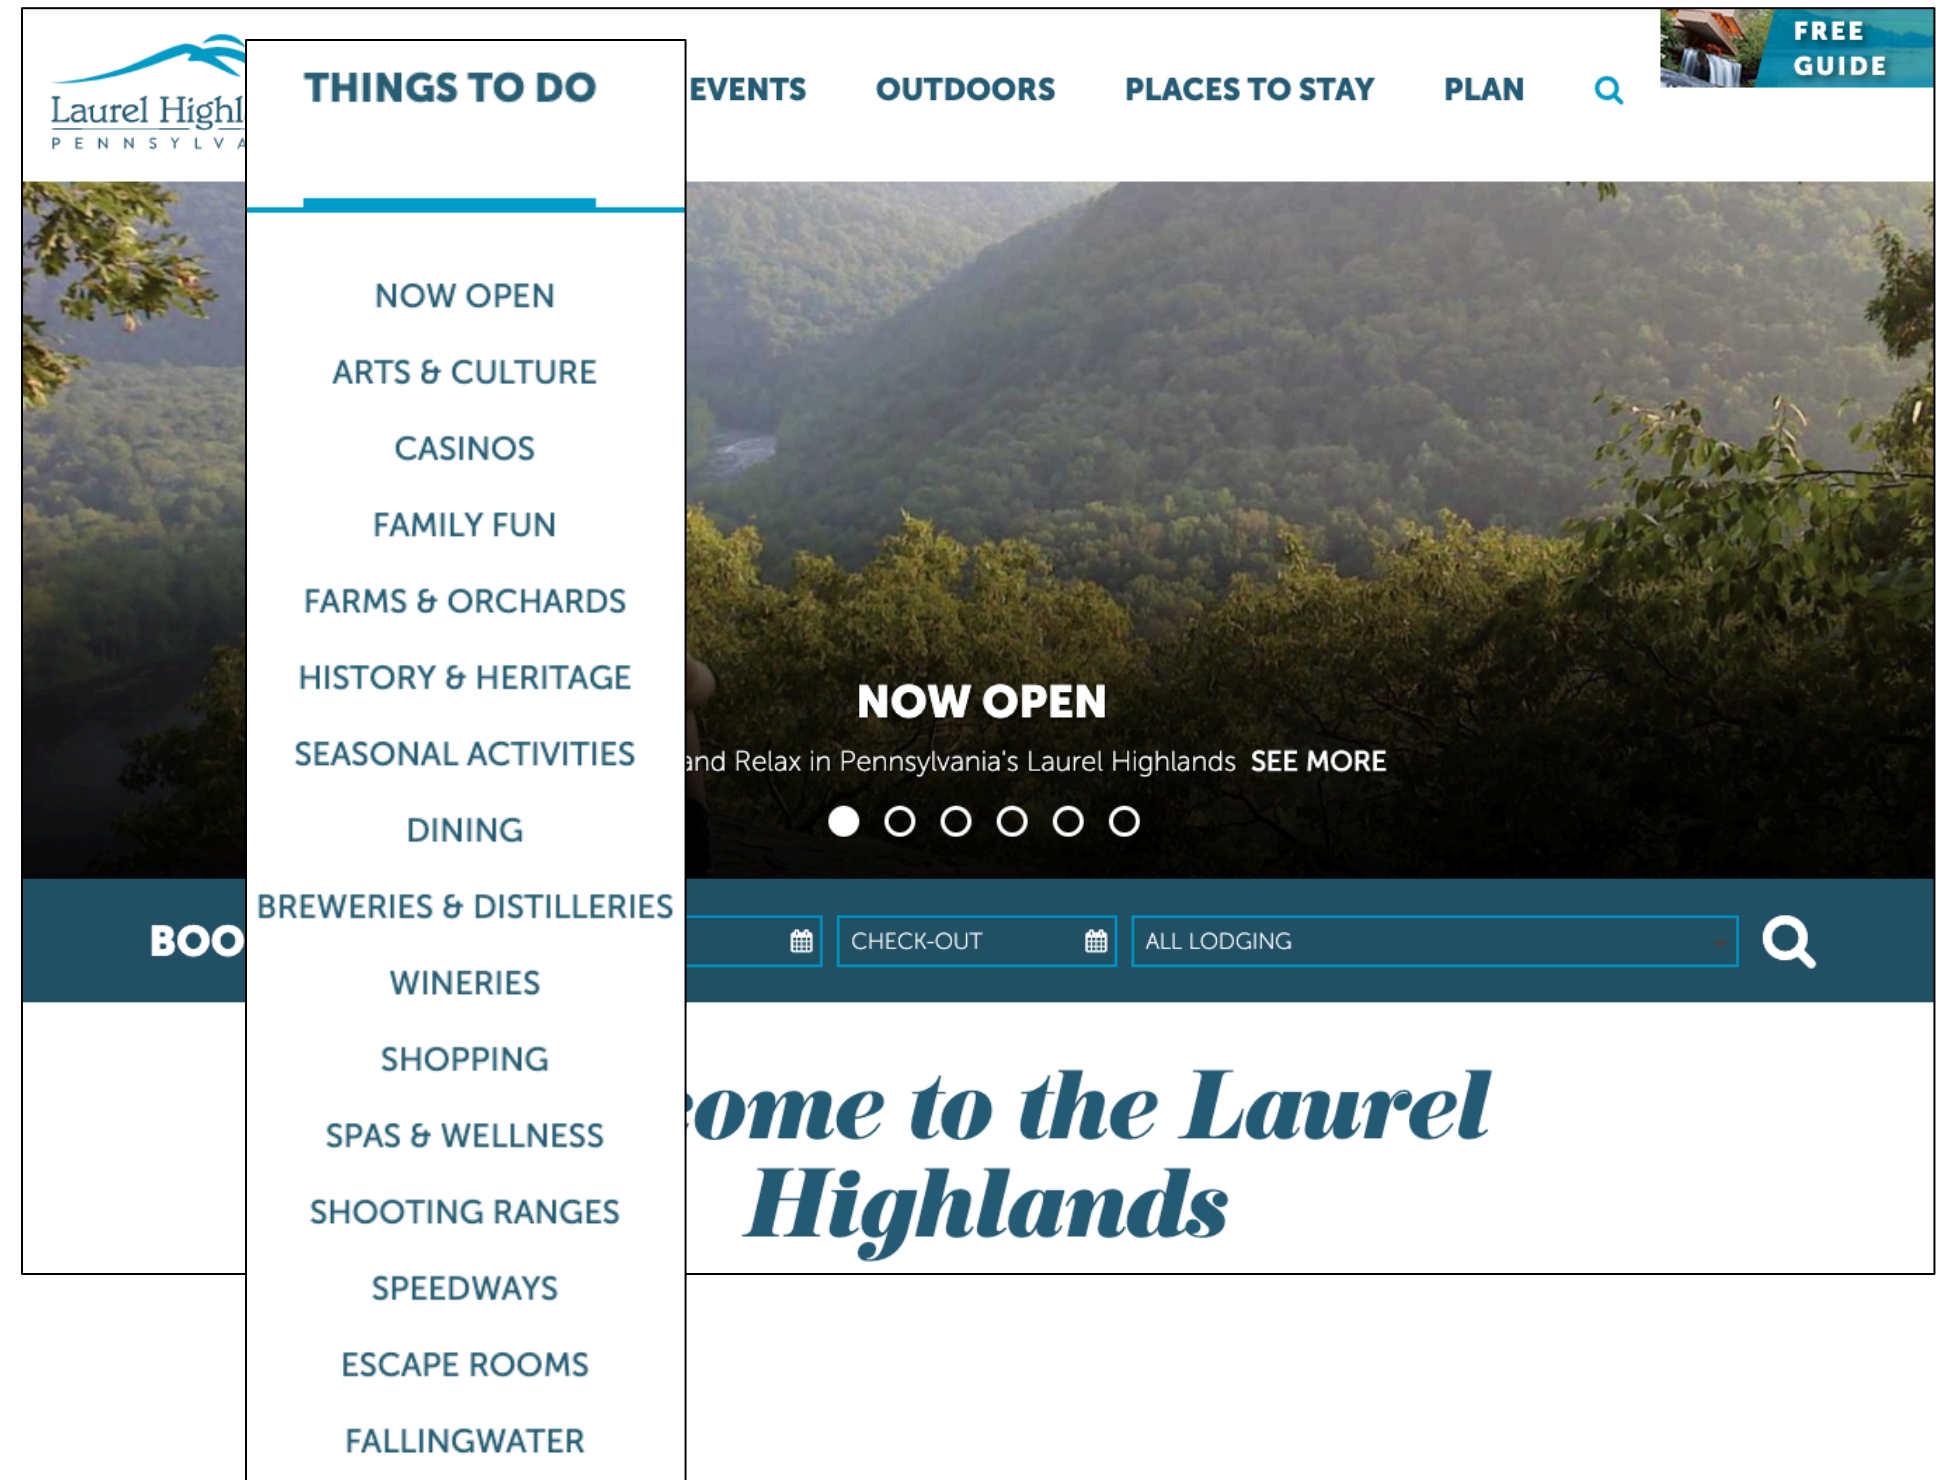 Laurel Highl
PENNSYLVA
THINGS TO DO
EVENTS
OUTDOORS
PLACES TO STAY
PLAN
FREE
GUIDE
NOW OPEN
ARTS & CULTURE
CASINOS
FAMILY FUN
FARMS & ORCHARDS
HISTORY & HERITAGE
SEASONAL ACTIVITIES
DINING
BREWERIES & DISTILLERIES
WINERIES
SHOPPING
SPAS & WELLNESS
SHOOTING RANGES
SPEEDWAYS
ESCAPE ROOMS
FALLINGWATER
NOW OPEN
and Relax in Pennsylvania's Laurel Highlands SEE MORE
BOO
CHECK-OUT
ALL LODGING
come to the Laurel
Highlands